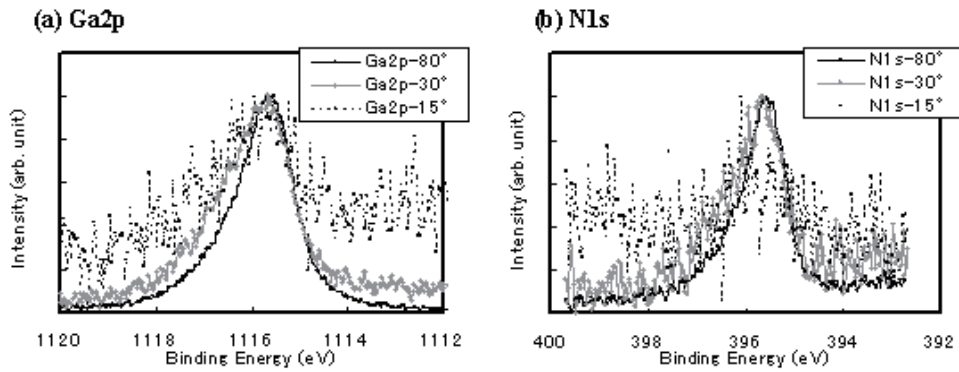 (a) Ga2p
Ga2p-80°
Ga2p-30°
Ga2p-15°
Intensity (arb. unit)
1120 1118 1116 1114 1112
Binding Energy (eV)
(b) N1s
N1s-80°
N1s-30°
N1s-15°
Intensity (arb. unit)
400 398 396 394 392
Binding Energy (eV)